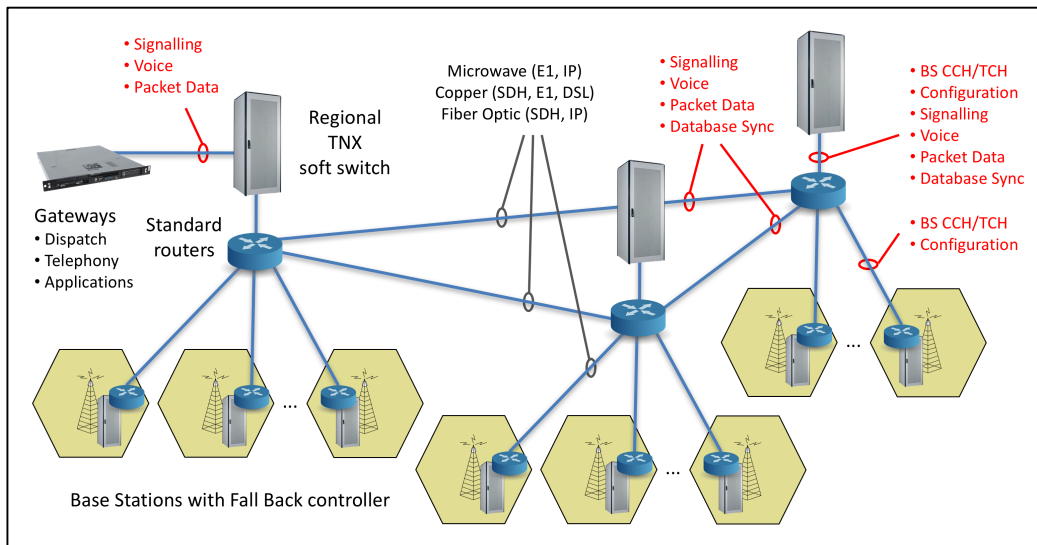 • Signalling
• Voice
• Packet Data
Regional
TNX
soft switch
Microwave (E1, IP)
Copper (SDH, E1, DSL)
Fiber Optic (SDH, IP)
• Signalling
• Voice
• Packet Data
• Database Sync
• BS CCH/TCH
• Configuration
• Signalling
• Voice
• Packet Data
• Database Sync
Gateways
• Dispatch
• Telephony
• Applications
Standard
routers
• BS CCH/TCH
• Configuration
...
...
...
Base Stations with Fall Back controller